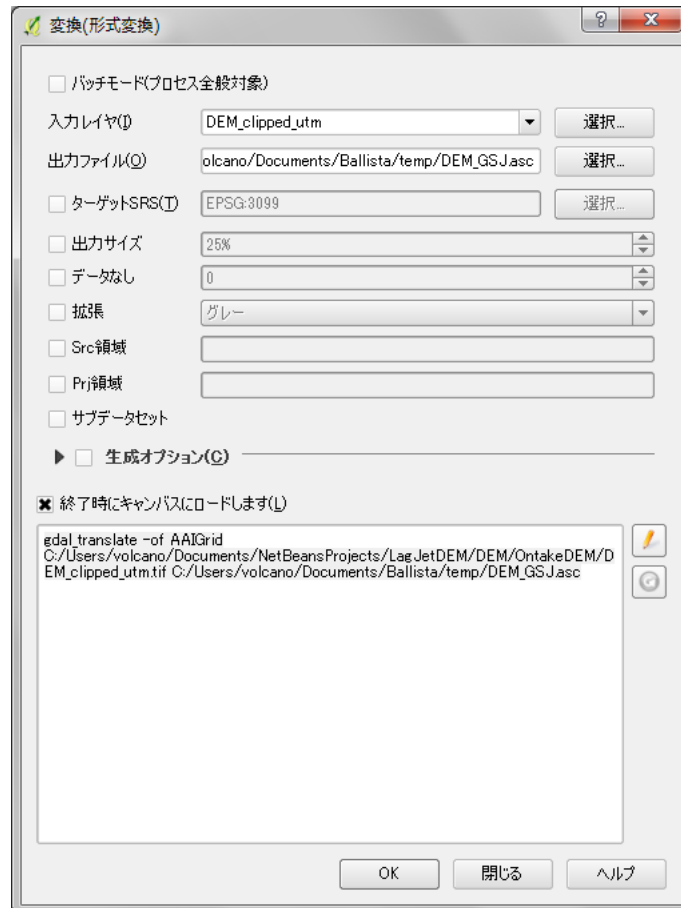 変換(形式変換)
バッチモード(プロセス全般対象)
入力レイヤ(I) DEM_clipped_utm 選択...
出力ファイル(O) olcano/Documents/Ballista/temp/DEM_GSJ.asc 選択...
ターゲットSRS(T) EPSG:3099 選択...
出力サイズ 25%
データなし 0
拡張 グレー
Src領域
Prj領域
サブデータセット
生成オプション(C)
終了時にキャンバスにロードします(L)
gdal_translate -of AAIGrid
C:/Users/volcano/Documents/NetBeansProjects/LagJetDEM/DEM/OntakeDEM/D
EM_clipped_utm.tif C:/Users/volcano/Documents/Ballista/temp/DEM_GSJ.asc
OK 閉じる ヘルプ